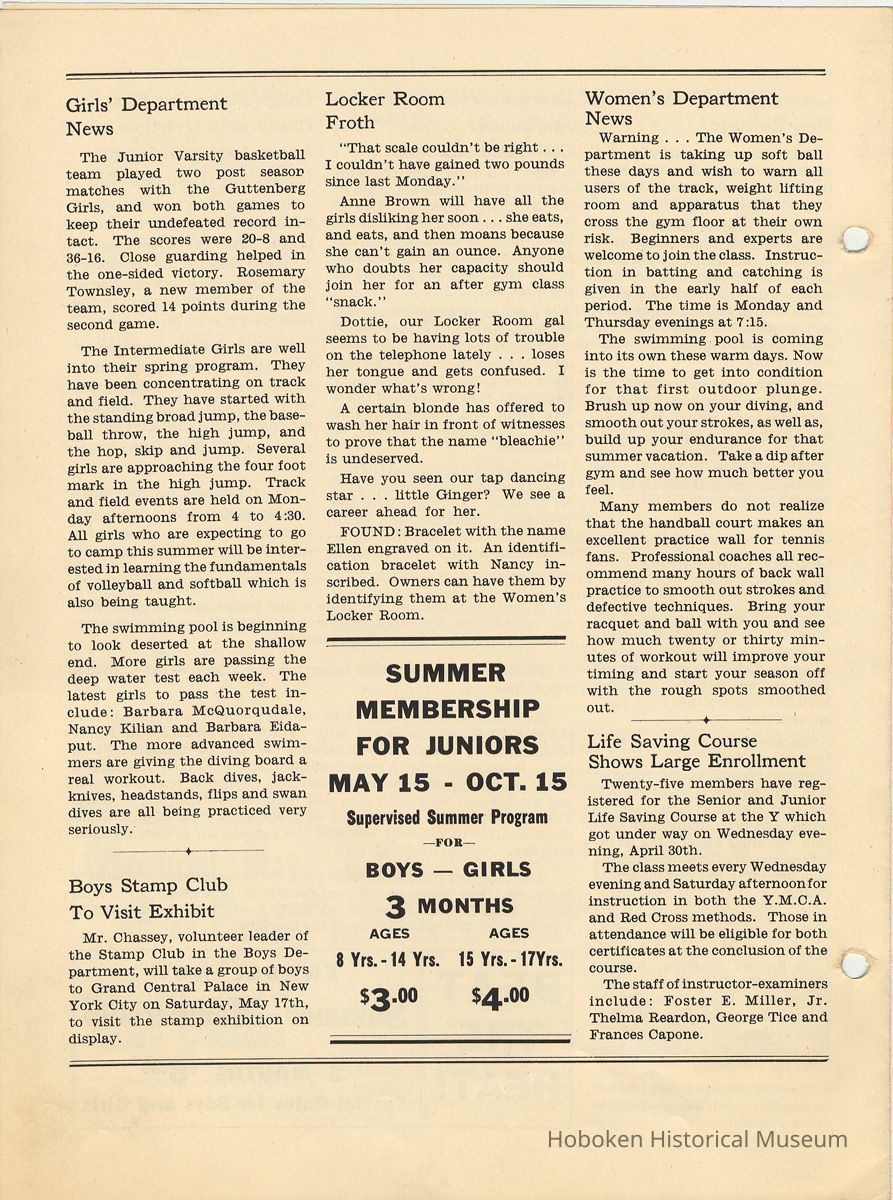 Girls' Department
News
The Junior Varsity basketball
team played two post season
matches with the Guttenberg
Girls, and won both games to
keep their undefeated record in-
tact. The scores were 20-8 and
36-16. Close guarding helped in
the one-sided victory. Rosemary
Townsley, a new member of the
team, scored 14 points during the
second game.
The Intermediate Girls are well
into their spring program. They
have been concentrating on track
and field. They have started with
the standing broad jump, the base-
ball throw, the high jump, and
the hop, skip and jump. Several
girls are approaching the four foot
mark in the high jump. Track
and field events are held on Mon-
day afternoons from 4 to 4:30.
All girls who are expecting to go
to camp this summer will be inter-
ested in learning the fundamentals
of volleyball and softball which is
also being taught.
The swimming pool is beginning
to look deserted at the shallow
end. More girls are passing the
deep water test each week. The
latest girls to pass the test in-
clude: Barbara McQuorqudale,
Nancy Kilian and Barbara Eida-
put. The more advanced swim-
mers are giving the diving board a
real workout. Back dives, jack-
knives, headstands, flips and swan
dives are all being practiced very
seriously.
Boys Stamp Club
To Visit Exhibit
Mr. Chassey, volunteer leader of
the Stamp Club in the Boys De-
partment, will take a group of boys
to Grand Central Palace in New
York City on Saturday, May 17th,
to visit the stamp exhibition on
display.
Locker Room
Froth
"That scale couldn't be right . . .
I couldn't have gained two pounds
since last Monday."
Anne Brown will have all the
girls disliking her soon . . . she eats,
and eats, and then moans because
she can't gain an ounce. Anyone
who doubts her capacity should
join her for an after gym class
"snack."
Dottie, our Locker Room gal
seems to be having lots of trouble
on the telephone lately . . . loses
her tongue and gets confused. I
wonder what's wrong!
A certain blonde has offered to
wash her hair in front of witnesses
to prove that the name "bleachie"
is undeserved.
Have you seen our tap dancing
star . . . little Ginger? We see a
career ahead for her.
FOUND: Bracelet with the name
Ellen engraved on it. An identifi-
cation bracelet with Nancy in-
scribed. Owners can have them by
identifying them at the Women's
Locker Room.
SUMMER
MEMBERSHIP
FOR JUNIORS
MAY 15 - OCT. 15
Supervised Summer Program
—FOR—
BOYS — GIRLS
3 MONTHS
AGES AGES
8 Yrs. - 14 Yrs. 15 Yrs. - 17Yrs.
$3.00 $4.00
Women's Department
News
Warning . . . The Women's De-
partment is taking up soft ball
these days and wish to warn all
users of the track, weight lifting
room and apparatus that they
cross the gym floor at their own
risk. Beginners and experts are
welcome to join the class. Instruc-
tion in batting and catching is
given in the early half of each
period. The time is Monday and
Thursday evenings at 7:15.
The swimming pool is coming
into its own these warm days. Now
is the time to get into condition
for that first outdoor plunge.
Brush up now on your diving, and
smooth out your strokes, as well as,
build up your endurance for that
summer vacation. Take a dip after
gym and see how much better you
feel.
Many members do not realize
that the handball court makes an
excellent practice wall for tennis
fans. Professional coaches all rec-
ommend many hours of back wall
practice to smooth out strokes and
defective techniques. Bring your
racquet and ball with you and see
how much twenty or thirty min-
utes of workout will improve your
timing and start your season off
with the rough spots smoothed
out.
Life Saving Course
Shows Large Enrollment
Twenty-five members have reg-
istered for the Senior and Junior
Life Saving Course at the Y which
got under way on Wednesday eve-
ning, April 30th.
The class meets every Wednesday
evening and Saturday afternoon for
instruction in both the Y.M.C.A.
and Red Cross methods. Those in
attendance will be eligible for both
certificates at the conclusion of the
course.
The staff of instructor-examiners
include: Foster E. Miller, Jr.
Thelma Reardon, George Tice and
Frances Capone.
Hoboken Historical Museum